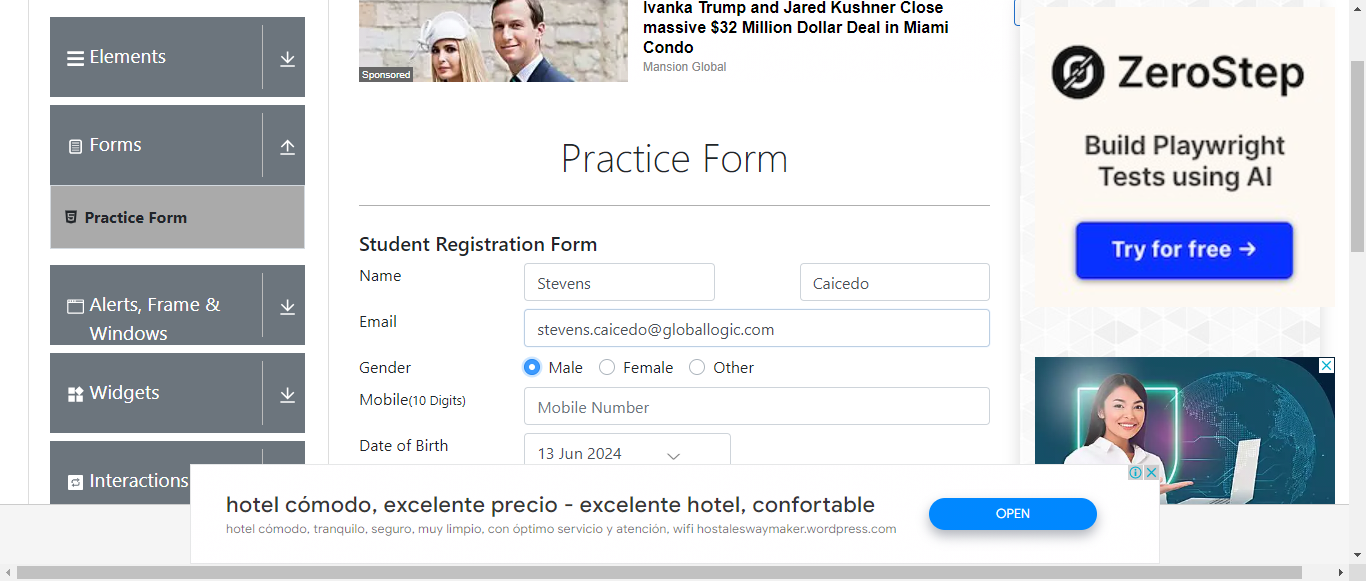 Elements
Forms
Practice Form
Alerts, Frame &
Windows
Widgets
Interactions
Sponsored
Ivanka Trump and Jared Kushner Close
massive $32 Million Dollar Deal in Miami
Condo
Mansion Global
Practice Form
Student Registration Form
Name
Stevens
Caicedo
Email
stevens.caicedo@globallogic.com
Gender
Male
Female
Other
Mobile(10 Digits)
Mobile Number
Date of Birth
13 Jun 2024
ZeroStep
Build Playwright
Tests using AI
Try for free →
hotel cómodo, excelente precio - excelente hotel, confortable
hotel cómodo, tranquilo, seguro, muy limpio, con óptimo servicio y atención, wifi hostaleswaymaker.wordpress.com
OPEN